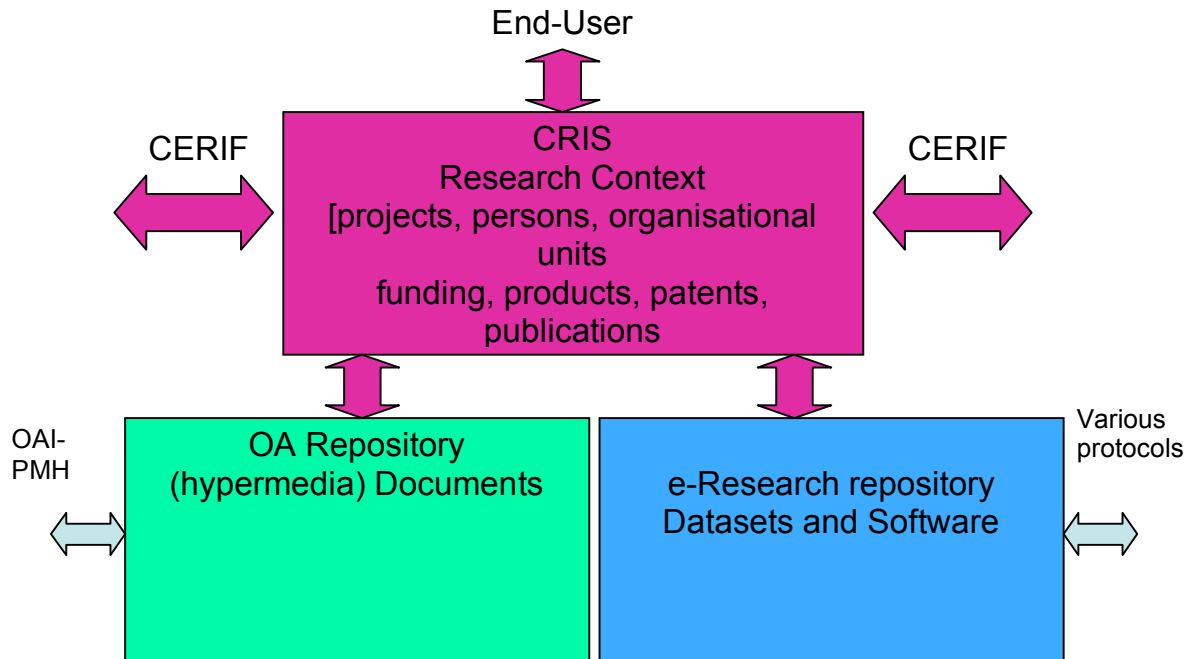 End-User
CERIF
CRIS
Research Context
[projects, persons, organisational
units
funding, products, patents,
publications
CERIF
OAI-
PMH
OA Repository
(hypermedia) Documents
e-Research repository
Datasets and Software
Various
protocols